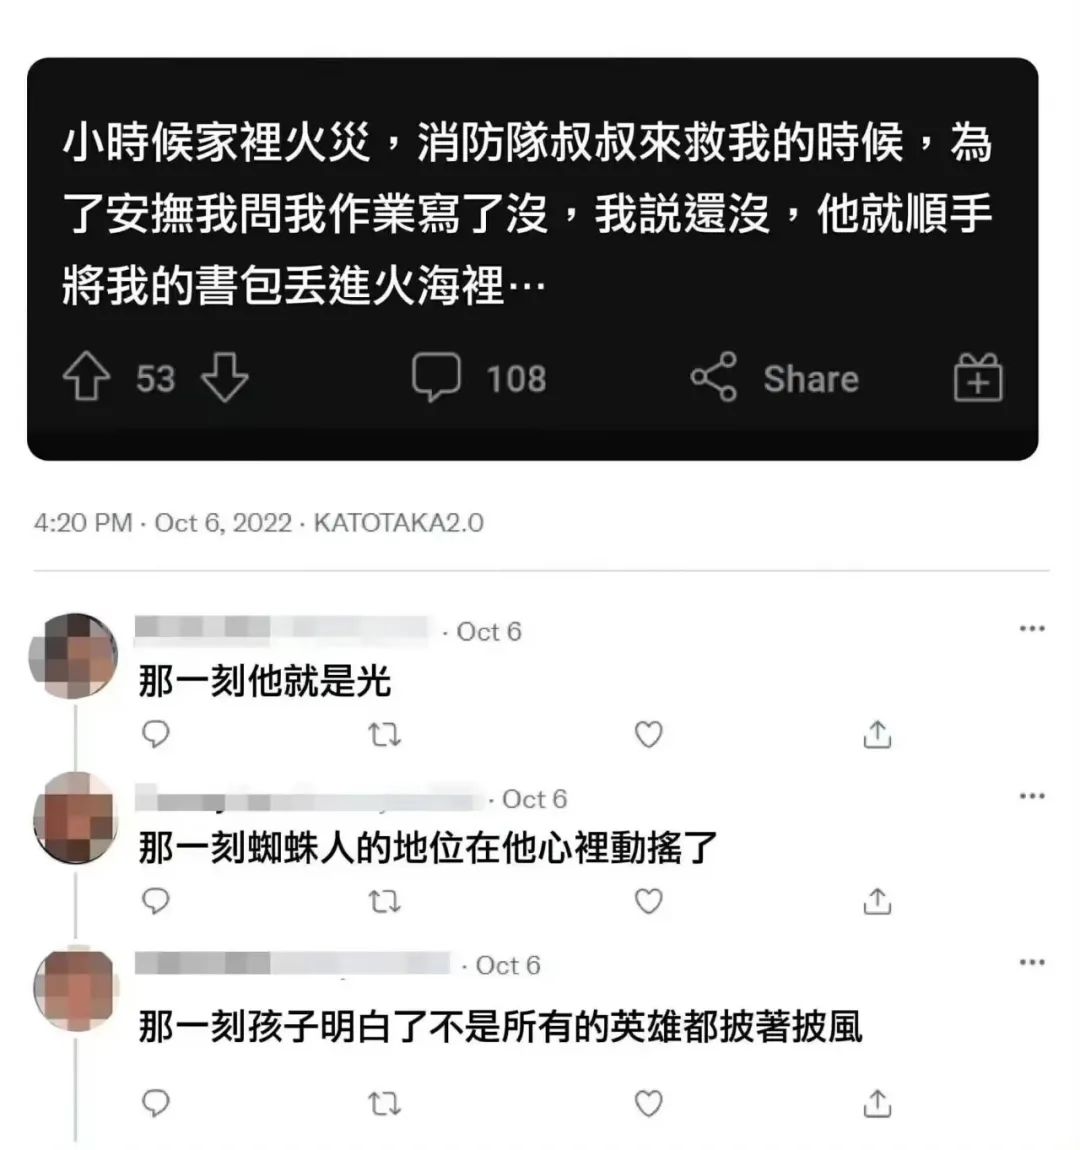 小時候家裡火災，消防隊叔叔來救我的時候，為
了安撫我問我作業寫了沒，我説還沒，他就順手
將我的書包丟進火海裡…
53 108 Share
4:20 PM · Oct 6, 2022 · KATOTAKA2.0
· Oct 6
那一刻他就是光
· Oct 6
那一刻蜘蛛人的地位在他心裡動搖了
· Oct 6
那一刻孩子明白了不是所有的英雄都披著披風